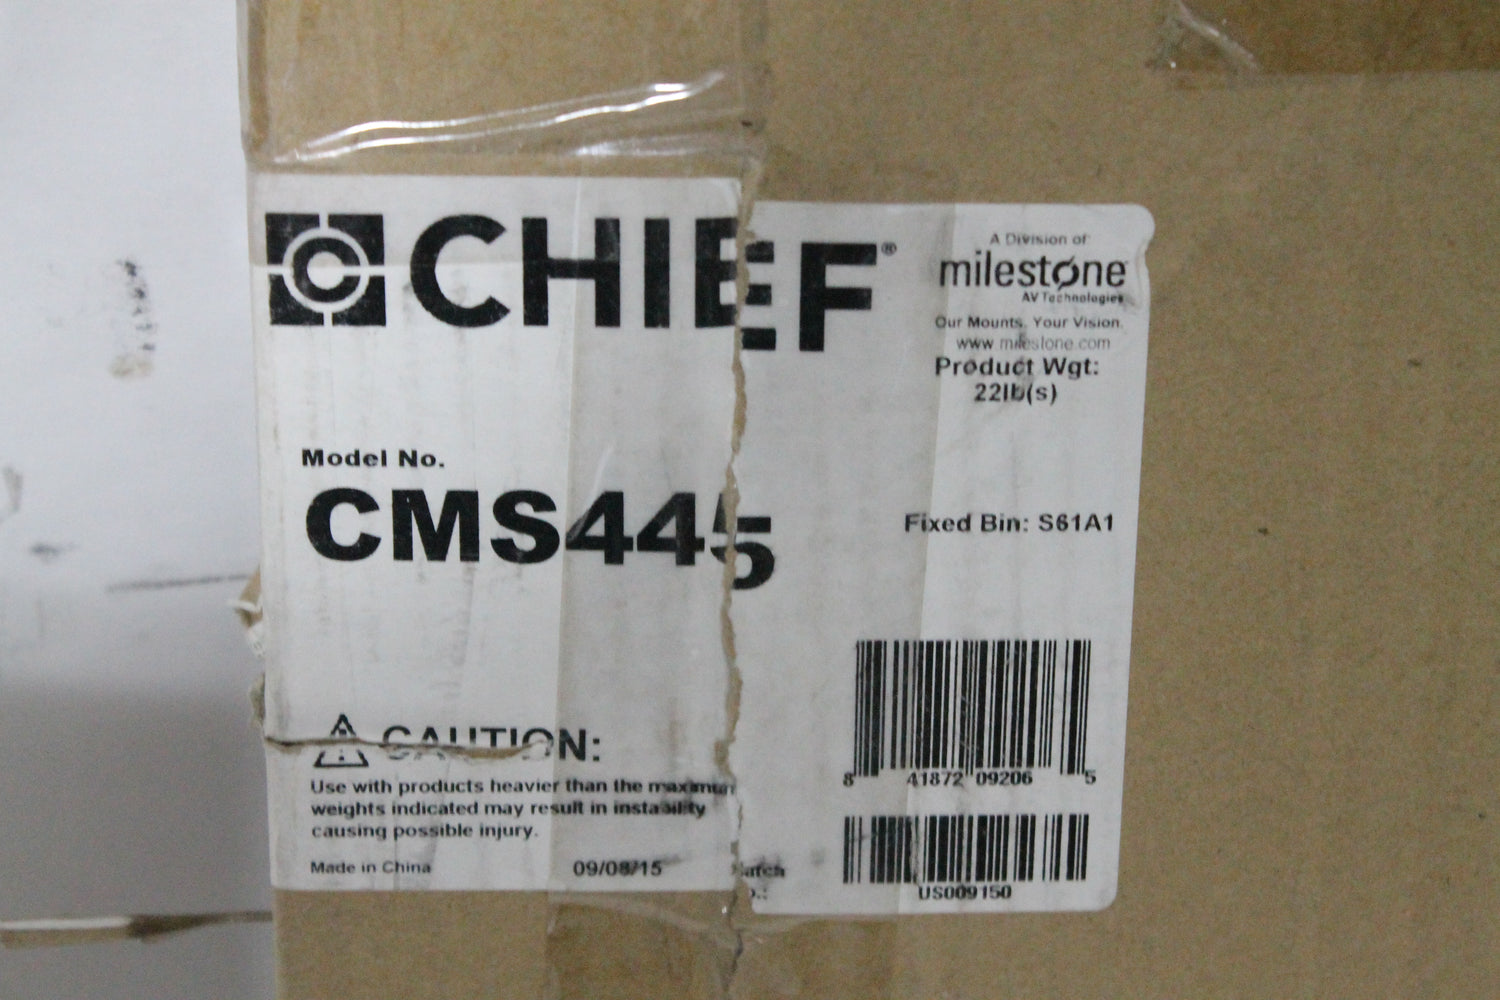 CHIEF®
A Division of:
milestone
AV Technologies
Our Mounts. Your Vision.
www.milestone.com
Product Wgt:
22lb(s)
Model No.
CMS445
Fixed Bin: S61A1
CAUTION:
Use with products heavier than the maximum
weights indicated may result in instability
causing possible injury.
Made in China 09/08/15
8 41872 09206 5
US009150